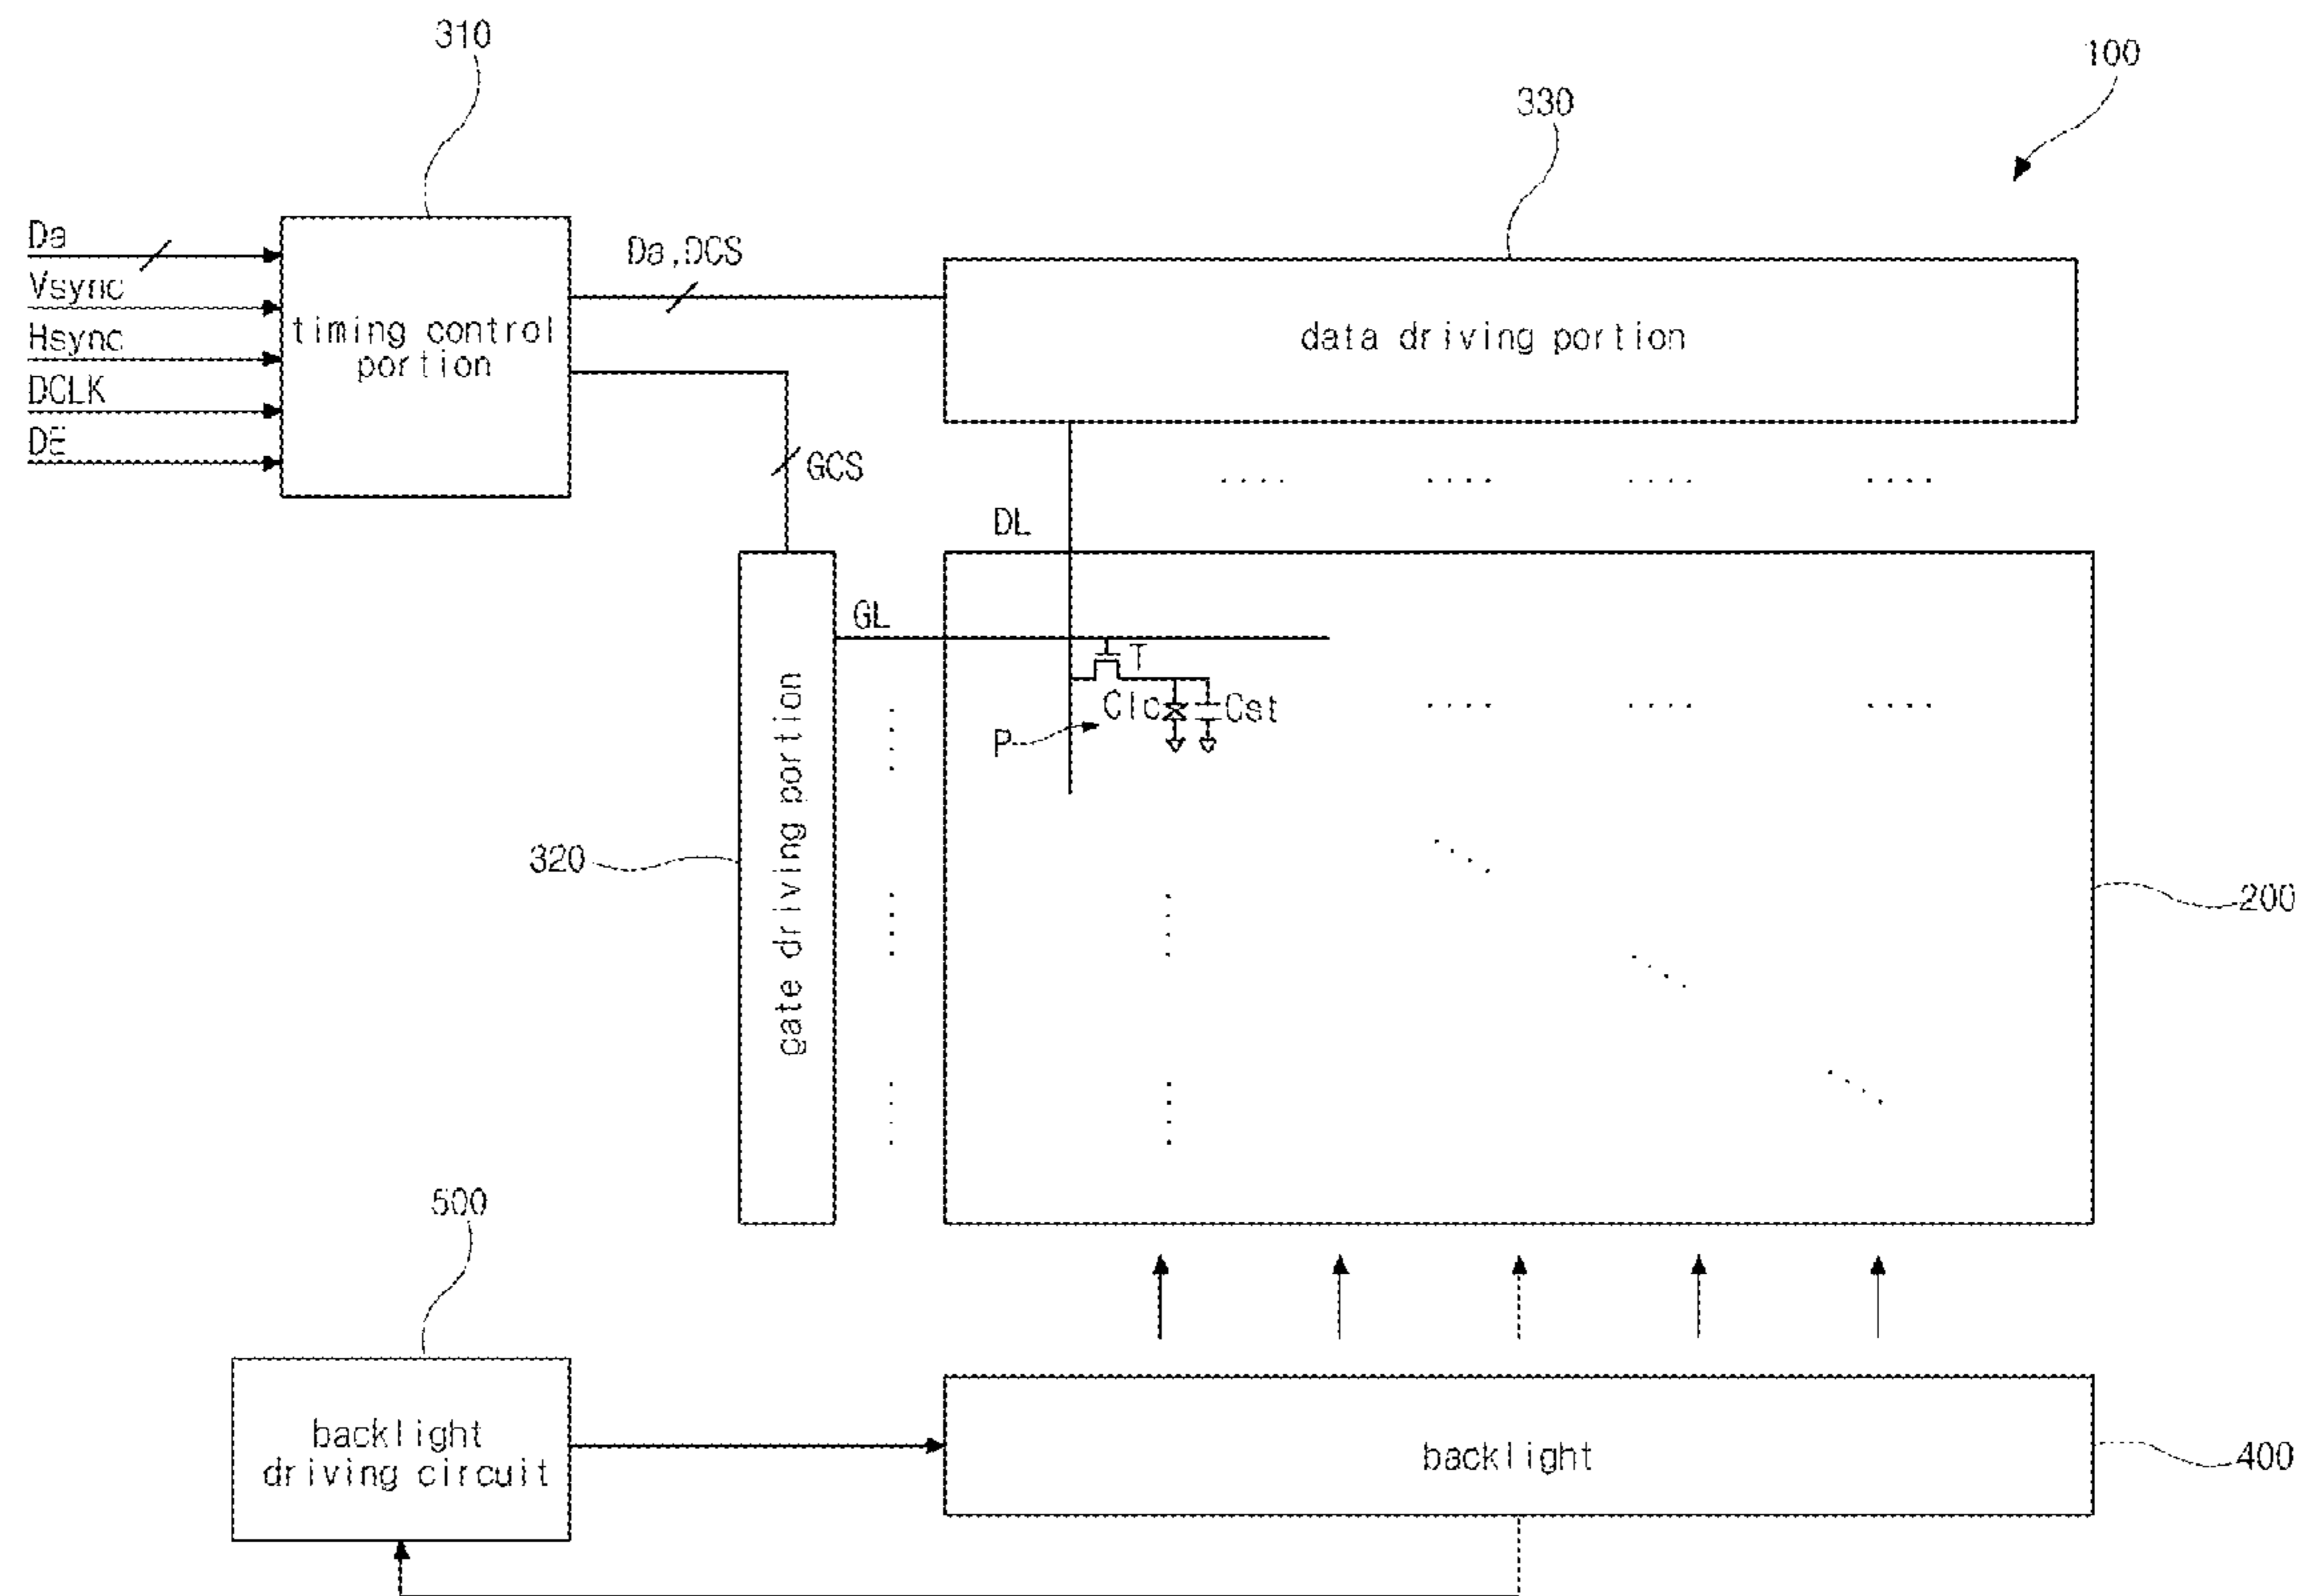 310
100
330
Da
Vsync
Hsync
DCLK
DE
timing control
portion
Da,DCS
data driving portion
GCS
DL
GL
T
Clc
Cst
P
gate driving portion
320
200
500
backlight
driving circuit
backlight
400